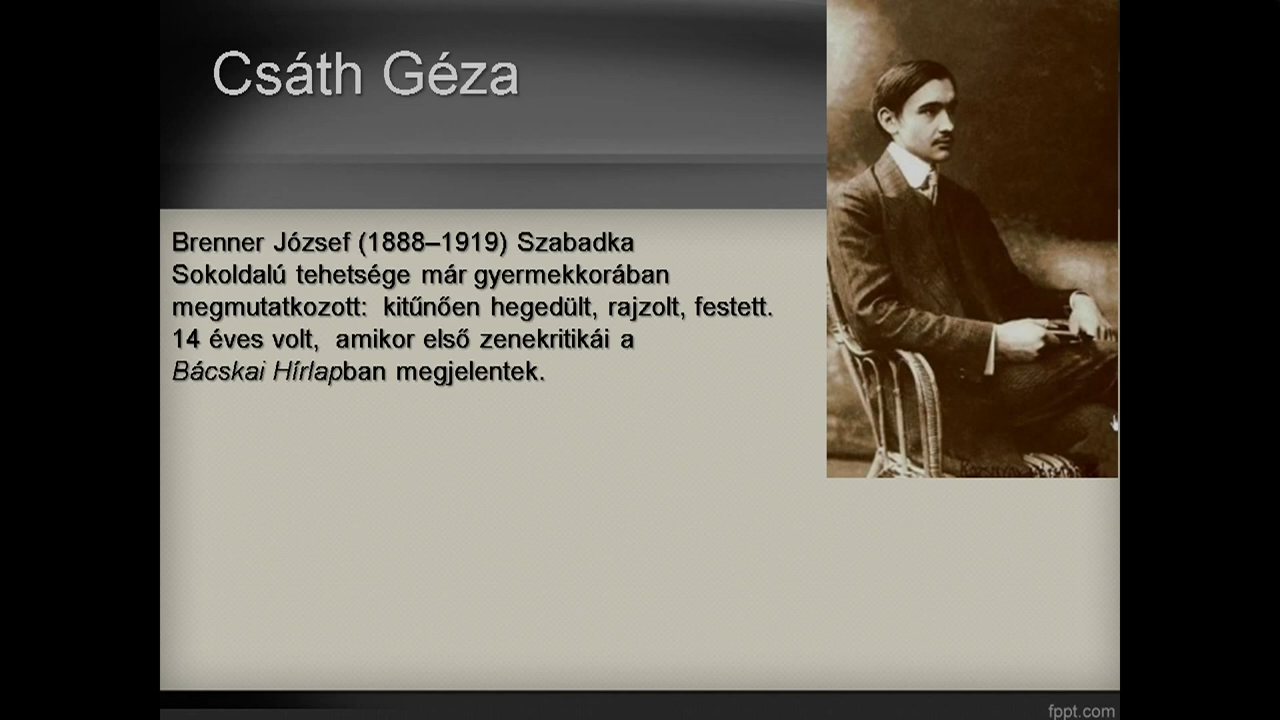 Csáth Géza
Brenner József (1888–1919) Szabadka
Sokoldalú tehetsége már gyermekkorában
megmutatkozott:  kitűnően hegedült, rajzolt, festett.
14 éves volt,  amikor első zenekritikái a
Bácskai Hírlapban megjelentek.
fppt.com